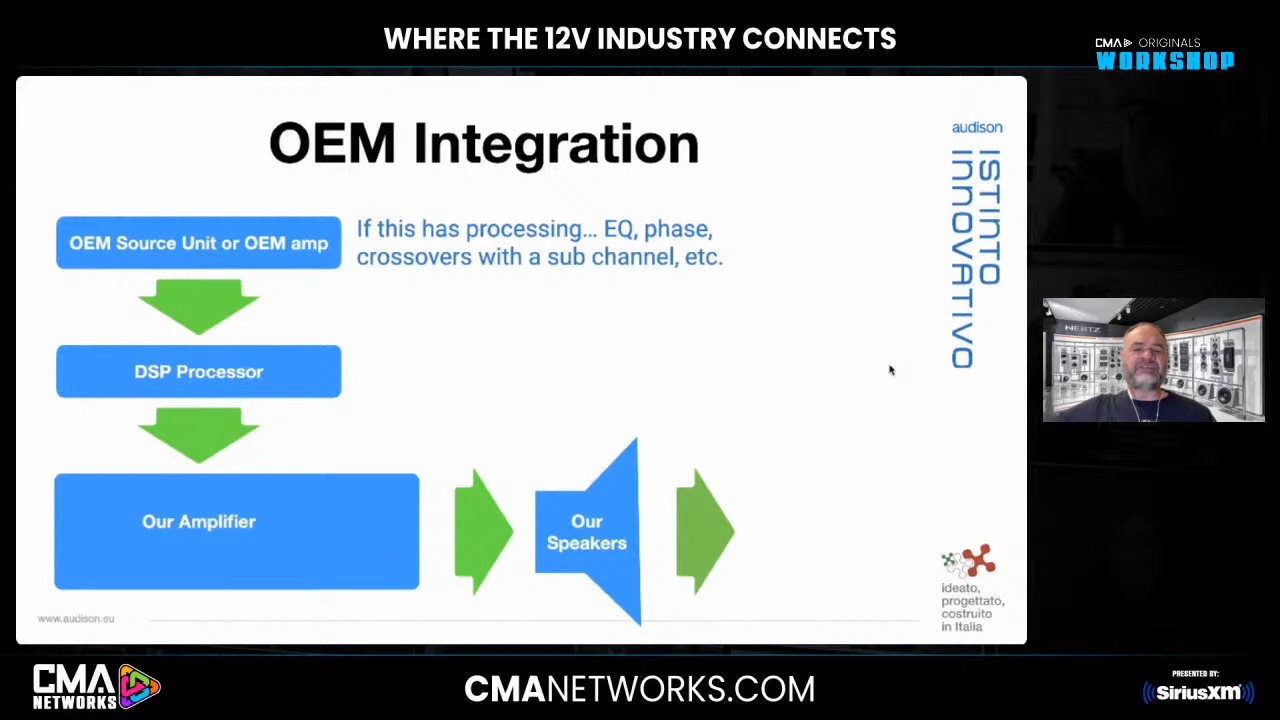 WHERE THE 12V INDUSTRY CONNECTS
CMA ORIGINALS
WORKSHOP
OEM Integration
audison
ISTINTO
INNOVATIVO
OEM Source Unit or OEM amp
If this has processing... EQ, phase,
crossovers with a sub channel, etc.
DSP Processor
HERTZ
Our Amplifier
Our
Speakers
ideato,
progettato,
costruito
in Italia
www.audison.eu
CMA
NETWORKS
CMANETWORKS.COM
PRESENTED BY:
SiriusXM